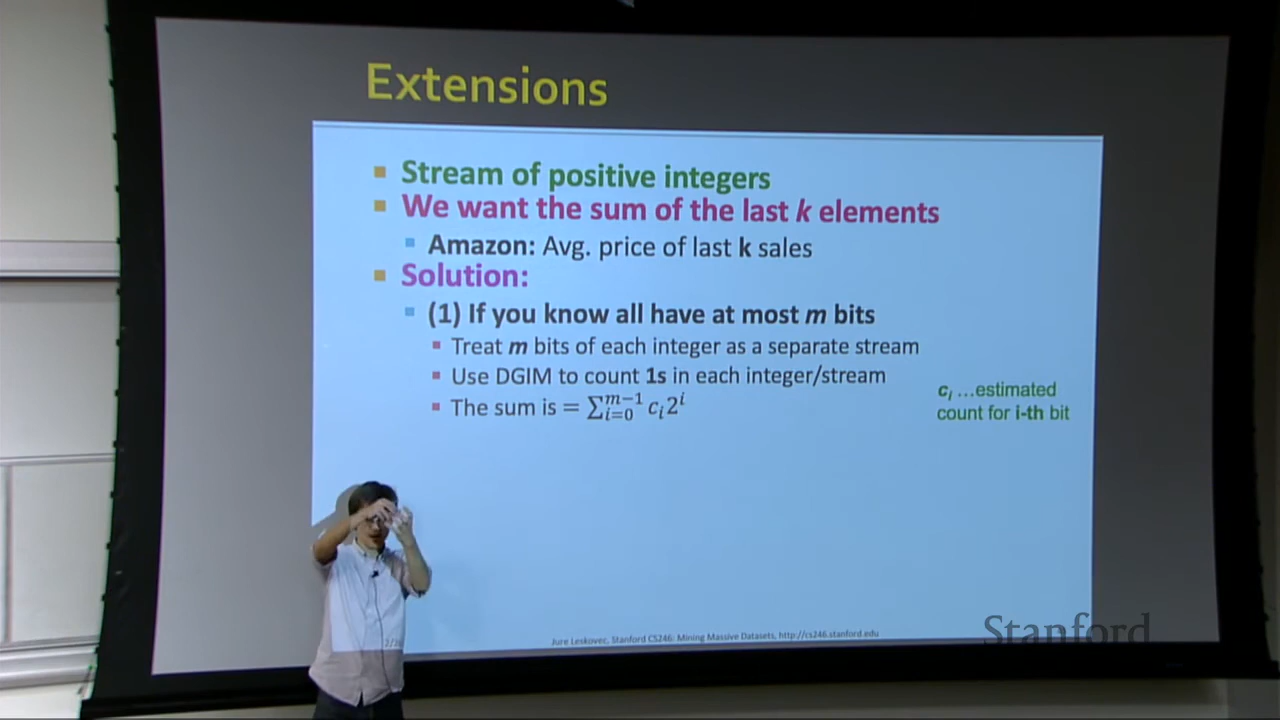 Extensions
Stream of positive integers
We want the sum of the last k elements
Amazon: Avg. price of last k sales
Solution:
(1) If you know all have at most m bits
Treat m bits of each integer as a separate stream
Use DGIM to count 1s in each integer/stream
The sum is = ∑_{i=0}^{m−1} c_i 2^i
c_i …estimated
count for i-th bit
Jure Leskovec, Stanford CS246: Mining Massive Datasets, http://cs246.stanford.edu
Stanford